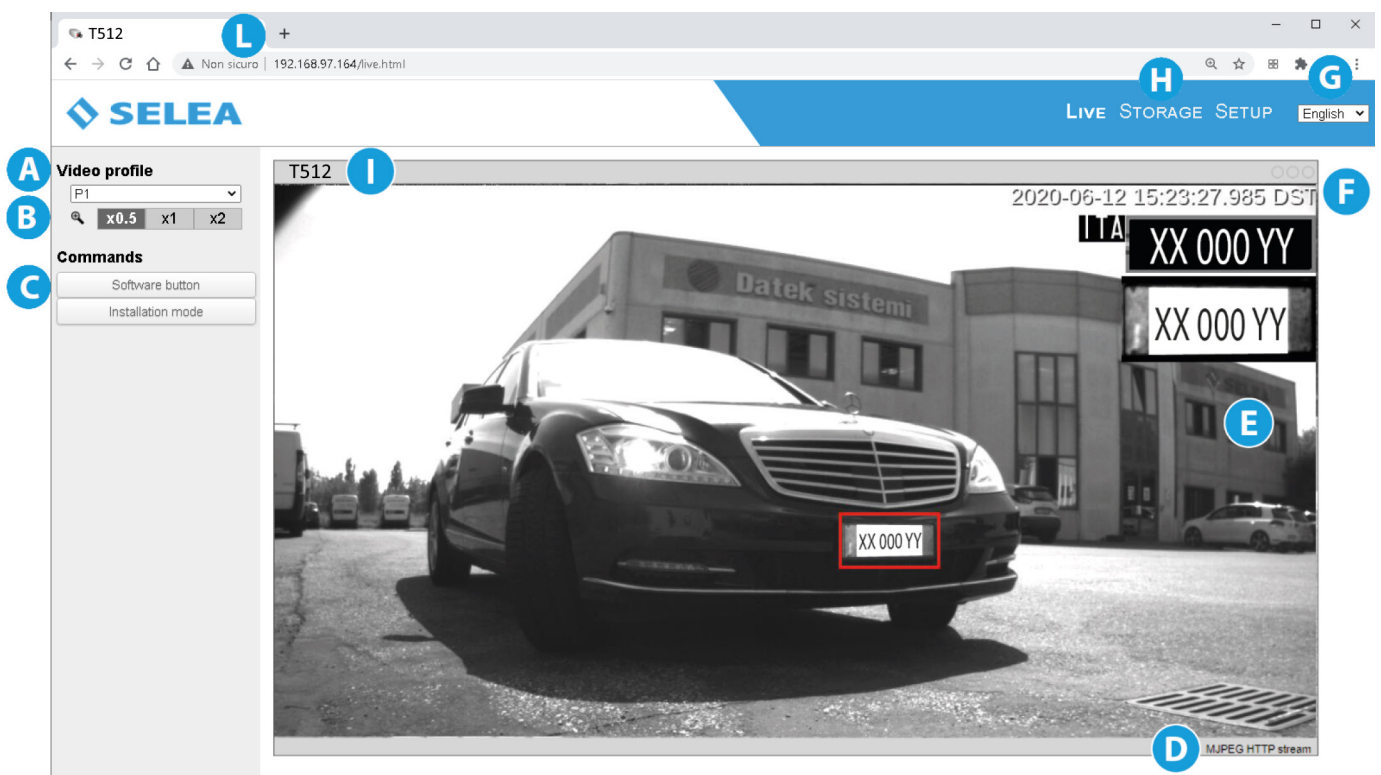 T512
L
+
Non sicuro | 192.168.97.164/live.html
SELEA
H
G
LIVE STORAGE SETUP English
A
Video profile
P1
B
x0.5 x1 x2
Commands
C
Software button
Installation mode
T512
I
F
2020-06-12 15:23:27.985 DST
ITA
XX 000 YY
XX 000 YY
Datek sistemi
SELEA
E
XX 000 YY
D
MJPEG HTTP stream